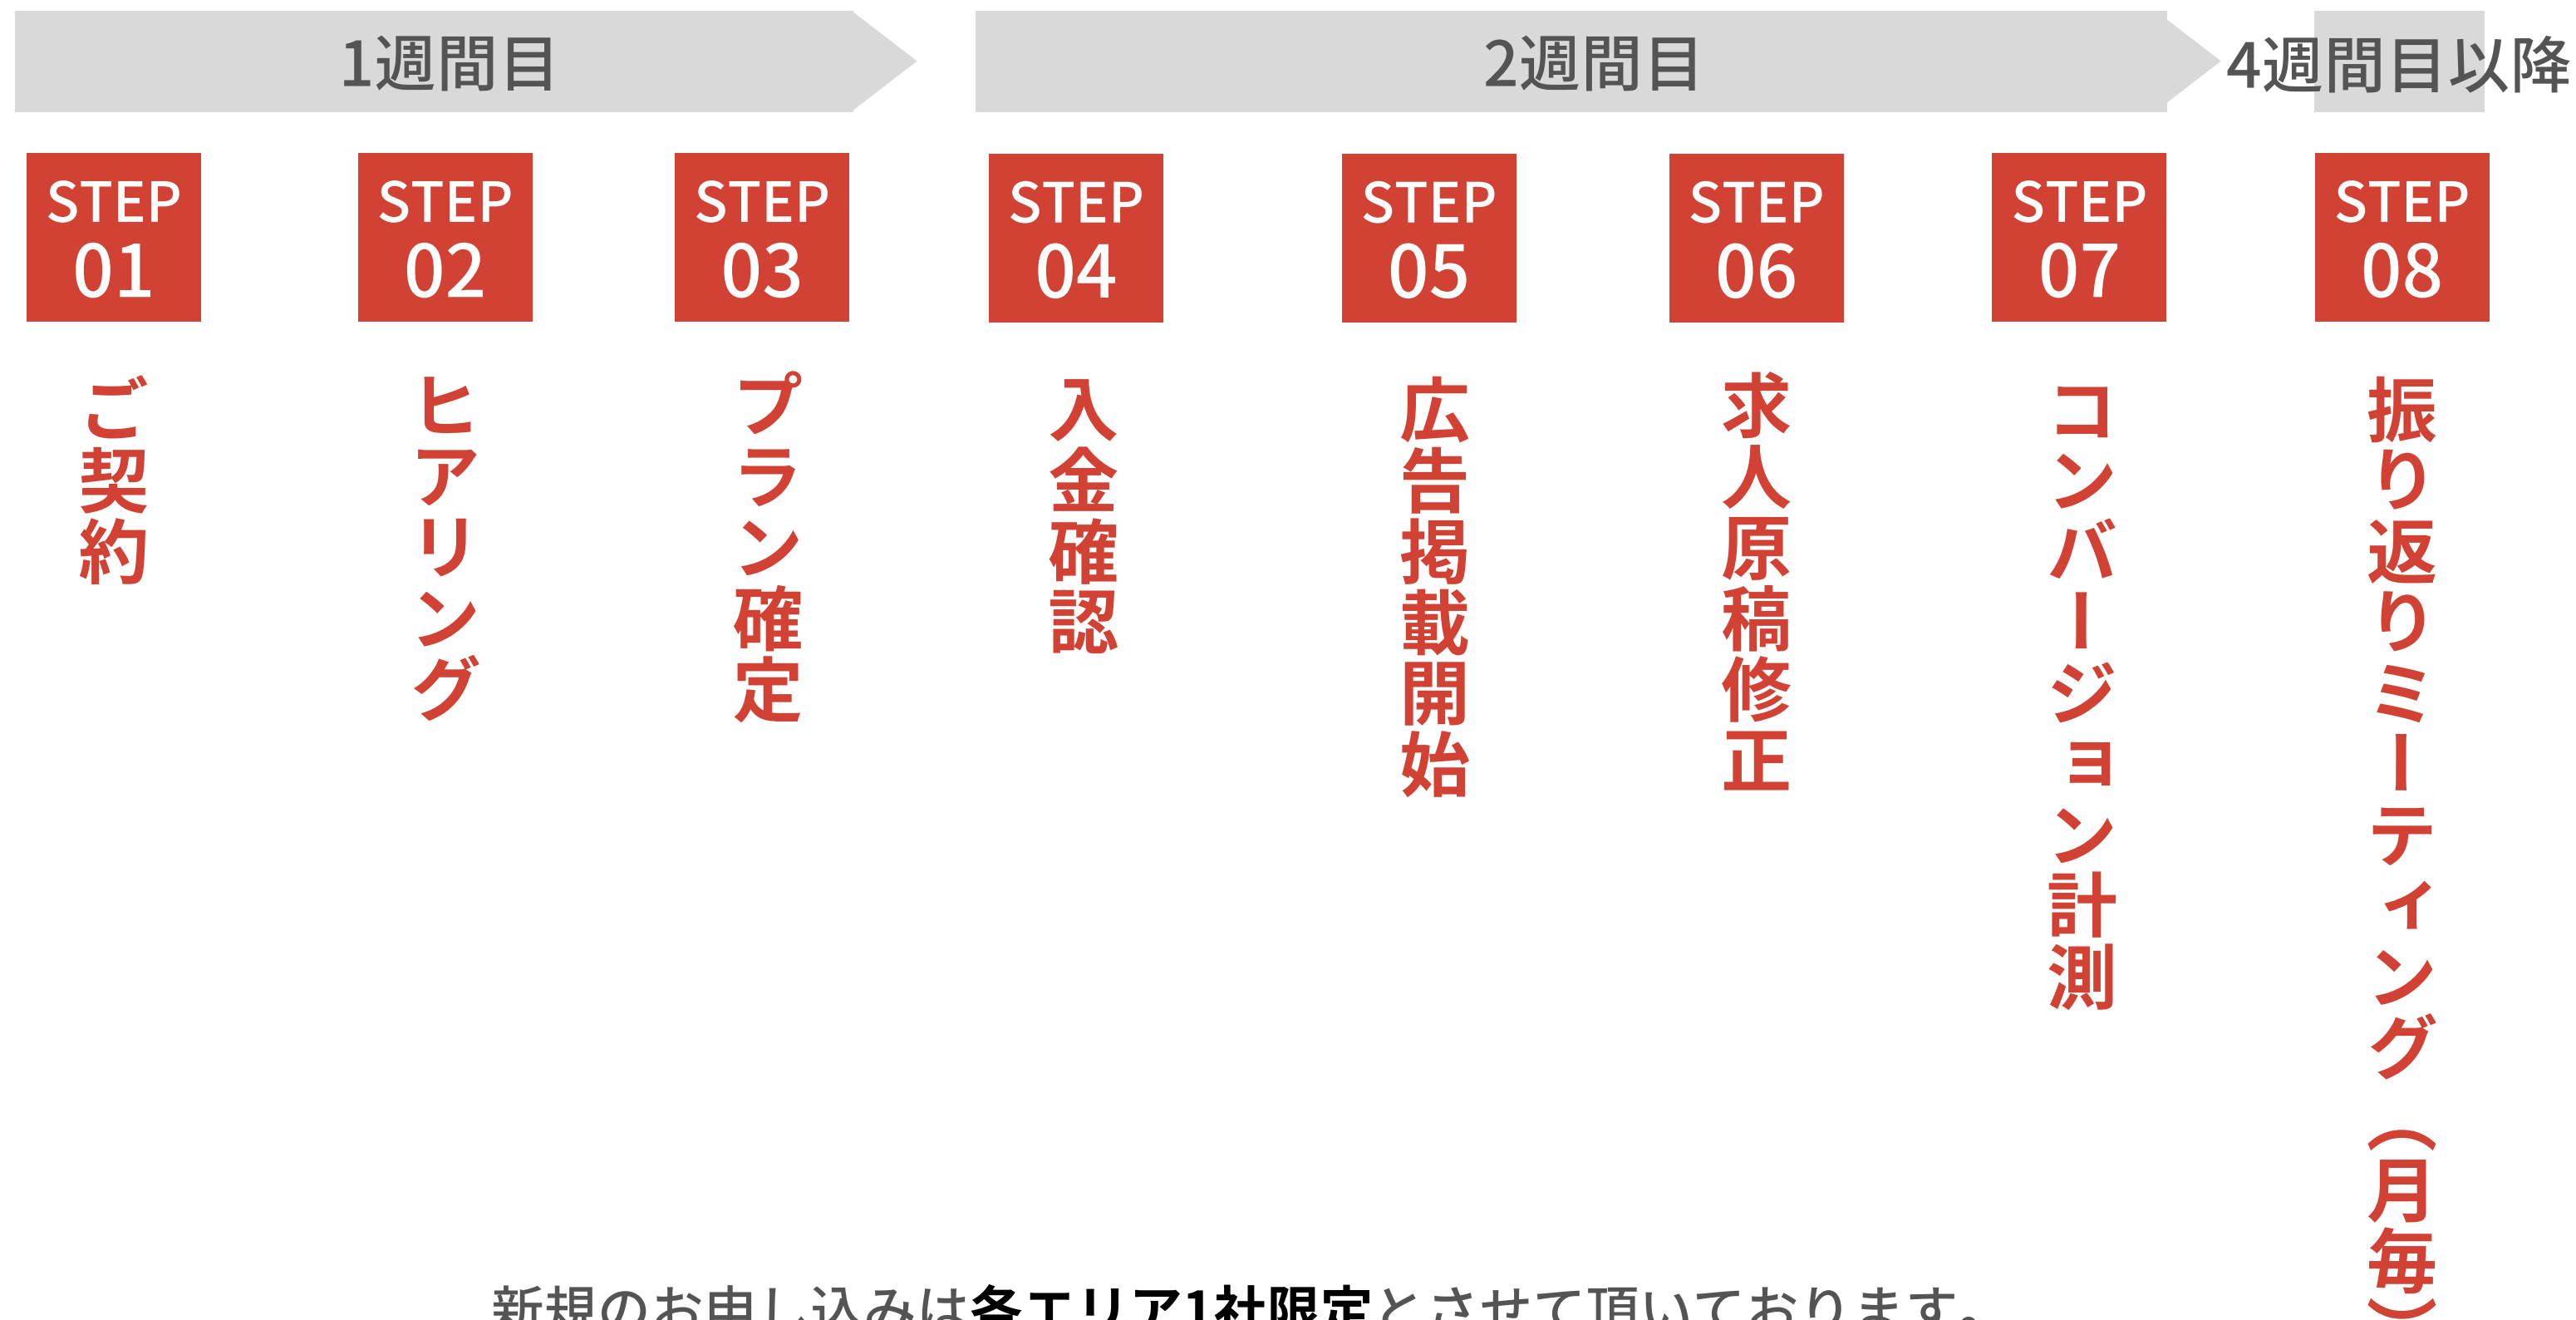 1週間目
2週間目
4週間目以降
STEP
01
STEP
02
STEP
03
STEP
04
STEP
05
STEP
06
STEP
07
STEP
08
ご契約
ヒアリング
プラン確定
入金確認
広告掲載開始
求人原稿修正
コンバージョン計測
振り返りミーティング（月毎）
新規のお申し込みは各エリア1社限定とさせて頂いております。